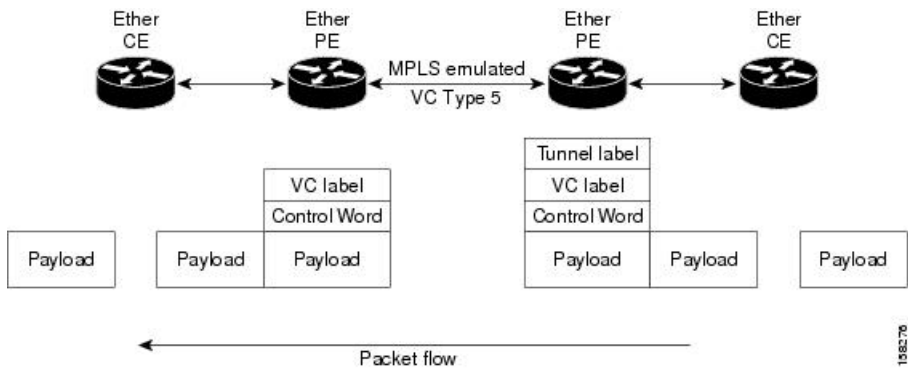 Ether
CE
Ether
PE
MPLS emulated
VC Type 5
Ether
PE
Ether
CE
Tunnel label
VC label
VC label
Control Word
Control Word
Payload
Payload
Payload
Payload
Payload
Payload
Packet flow
158276